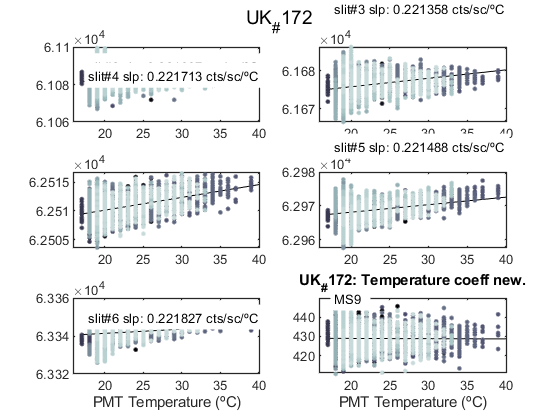 UK#172
slit#3 slp: 0.221358 cts/sc/ºC
×10⁴
6.11
6.108
6.106
slit#4 slp: 0.221713 cts/sc/ºC
20 25 30 35 40
×10⁴
6.168
6.167
20 25 30 35 40
×10⁴
6.2515
6.251
6.2505
20 25 30 35 40
slit#5 slp: 0.221488 cts/sc/ºC
×10⁴
6.298
6.297
6.296
20 25 30 35 40
×10⁴
6.336
6.334
6.332
slit#6 slp: 0.221827 cts/sc/ºC
20 25 30 35 40
PMT Temperature (ºC)
UK#172: Temperature coeff new.
MS9
440
430
420
20 25 30 35 40
PMT Temperature (ºC)